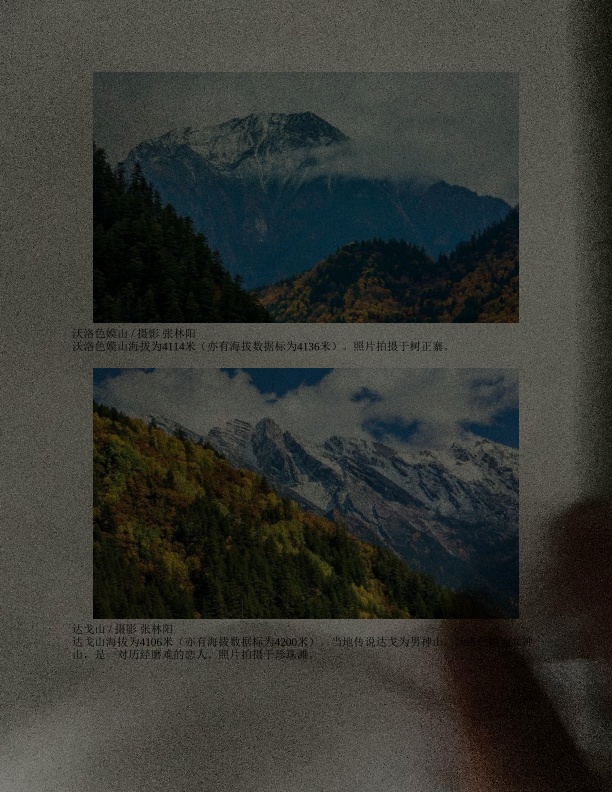 沃洛色嫫山 / 摄影 张林阳
沃洛色嫫山海拔为4114米（亦有海拔数据标为4136米）。照片拍摄于树正寨。
达戈山 / 摄影 张林阳
达戈山海拔为4106米（亦有海拔数据标为4200米）。当地传说达戈为男神山，
山，是一对历经磨难的恋人。照片拍摄于珍珠滩。